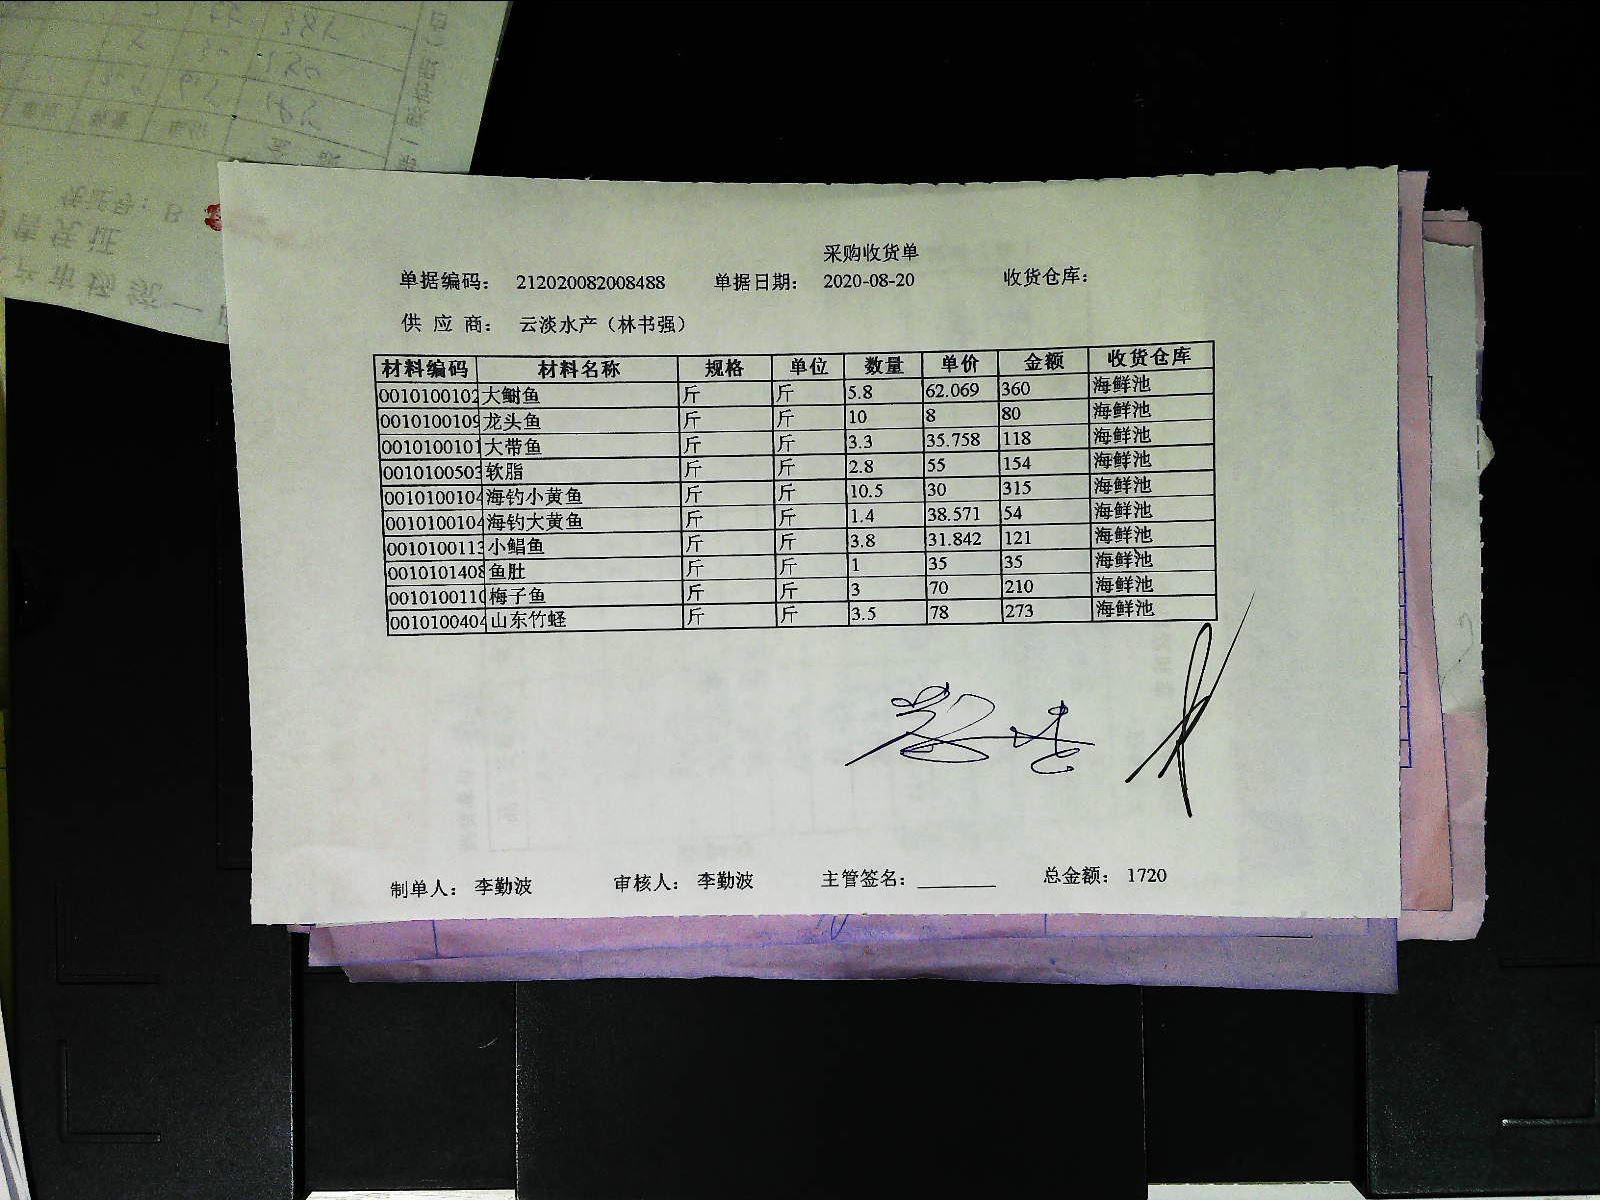 采购收货单
单据编码： 212020082008488 单据日期： 2020-08-20 收货仓库：
供 应 商： 云淡水产（林书强）
材料编码 材料名称 规格 单位 数量 单价 金额 收货仓库
0010100102 大鲥鱼 斤 斤 5.8 62.069 360 海鲜池
0010100109 龙头鱼 斤 斤 10 8 80 海鲜池
0010100101 大带鱼 斤 斤 3.3 35.758 118 海鲜池
0010100503 软脂 斤 斤 2.8 55 154 海鲜池
0010100104 海钓小黄鱼 斤 斤 10.5 30 315 海鲜池
0010100104 海钓大黄鱼 斤 斤 1.4 38.571 54 海鲜池
0010100113 小鲳鱼 斤 斤 3.8 31.842 121 海鲜池
0010101408 鱼肚 斤 斤 1 35 35 海鲜池
0010100110 梅子鱼 斤 斤 3 70 210 海鲜池
0010100404 山东竹蛏 斤 斤 3.5 78 273 海鲜池
制单人： 李勤波 审核人： 李勤波 主管签名： 总金额： 1720